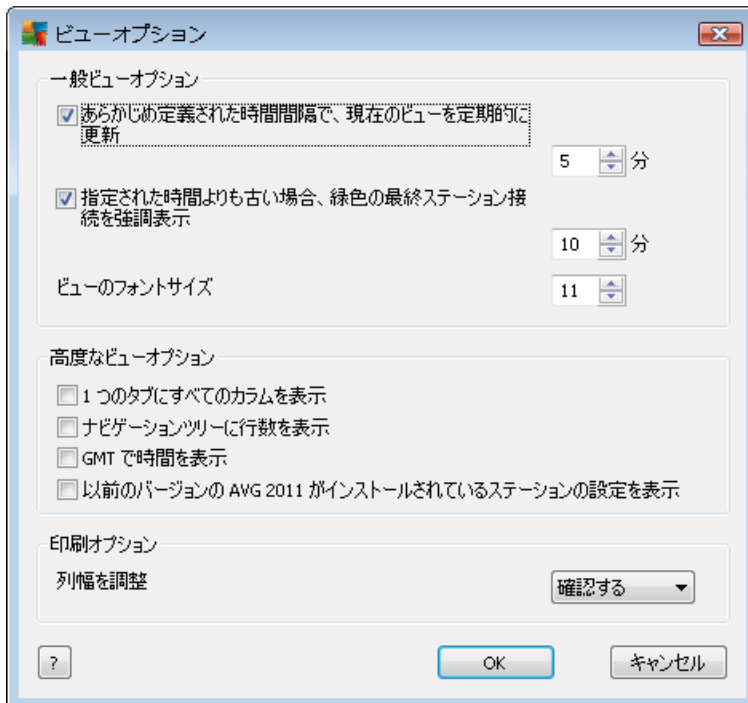 ビューオプション
一般ビューオプション
あらかじめ定義された時間間隔で、現在のビューを定期的に
更新
5 分
指定された時間よりも古い場合、緑色の最終ステーション接
続を強調表示
10 分
ビューのフォントサイズ 11
高度なビューオプション
1 つのタブにすべてのカラムを表示
ナビゲーションツリーに行数を表示
GMT で時間を表示
以前のバージョンの AVG 2011 がインストールされているステーションの設定を表示
印刷オプション
列幅を調整 確認する
? OK キャンセル